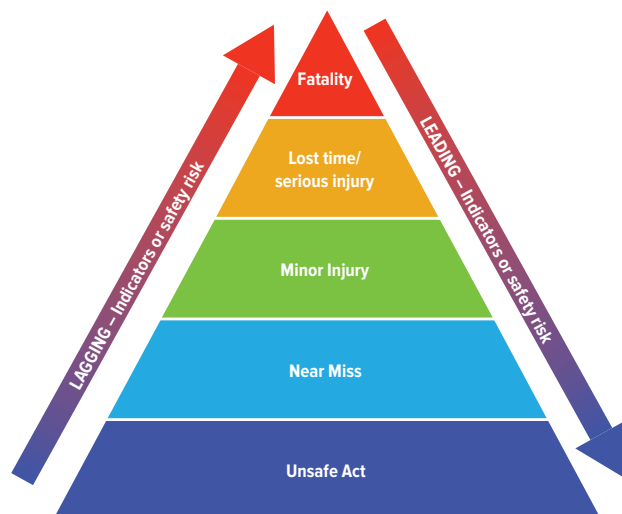 Fatality
Lost time/
serious injury
Minor Injury
Near Miss
Unsafe Act
LAGGING – Indicators or safety risk
LEADING – Indicators or safety risk